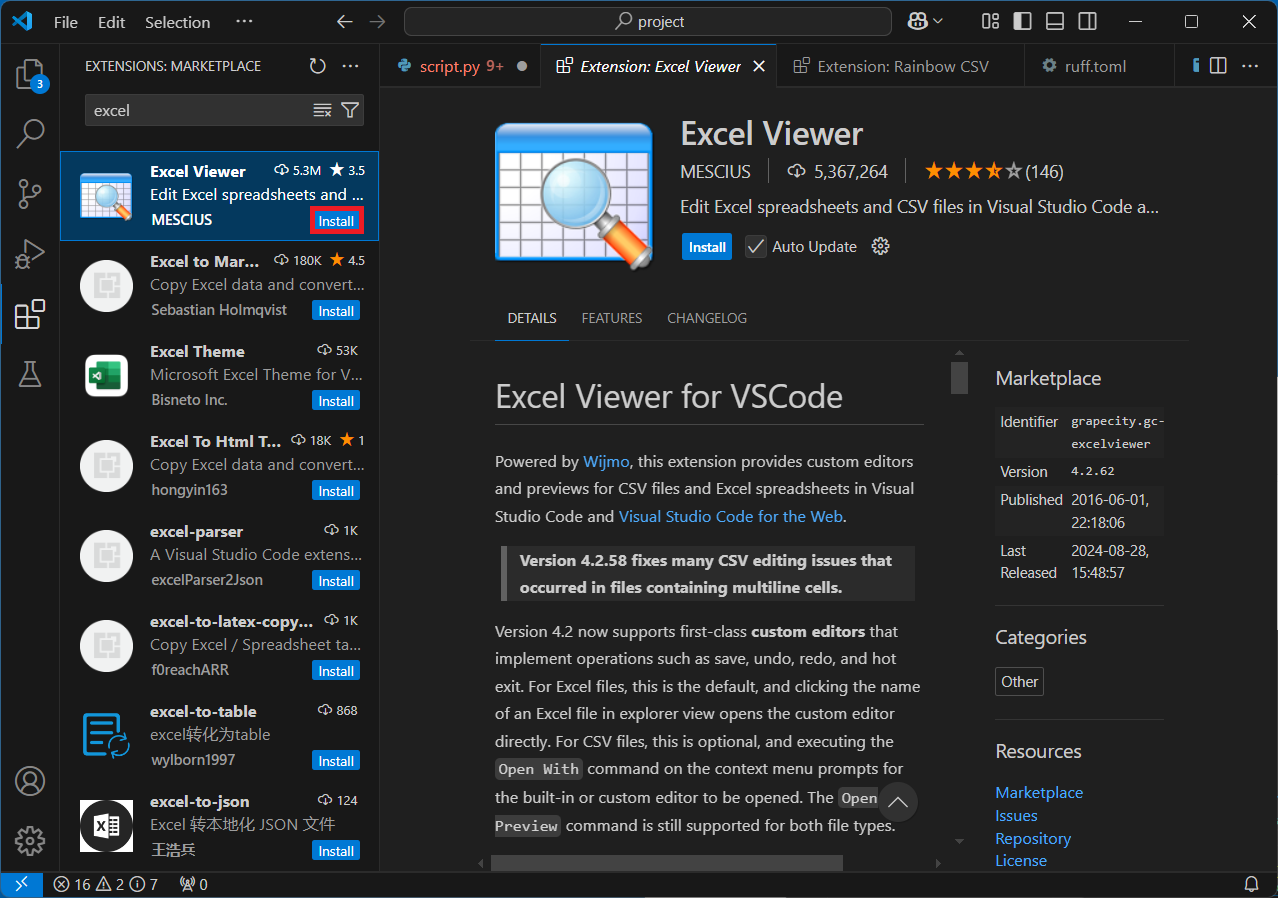 File Edit Selection ··· project
EXTENSIONS: MARKETPLACE
script.py 9+ Extension: Excel Viewer Extension: Rainbow CSV ruff.toml
3
excel
Excel Viewer 5.3M 3.5
Edit Excel spreadsheets and ...
MESCIUS Install
Excel to Mar... 180K 4.5
Copy Excel data and convert...
Sebastian Holmqvist Install
Excel Theme 53K
Microsoft Excel Theme for V...
Bisneto Inc. Install
Excel To Html T... 18K 1
Copy Excel data and convert...
hongyin163 Install
excel-parser 1K
A Visual Studio Code extens...
excelParser2Json Install
excel-to-latex-copy... 1K
Copy Excel / Spreadsheet ta...
f0reachARR Install
excel-to-table 868
excel转化为table
wylborn1997 Install
excel-to-json 124
Excel 转本地化 JSON 文件
王浩兵 Install
Excel Viewer
MESCIUS 5,367,264 (146)
Edit Excel spreadsheets and CSV files in Visual Studio Code a...
Install Auto Update
DETAILS FEATURES CHANGELOG
Excel Viewer for VSCode
Powered by Wijmo, this extension provides custom editors
and previews for CSV files and Excel spreadsheets in Visual
Studio Code and Visual Studio Code for the Web.
Version 4.2.58 fixes many CSV editing issues that
occurred in files containing multiline cells.
Version 4.2 now supports first-class custom editors that
implement operations such as save, undo, redo, and hot
exit. For Excel files, this is the default, and clicking the name
of an Excel file in explorer view opens the custom editor
directly. For CSV files, this is optional, and executing the
Open With command on the context menu prompts for
the built-in or custom editor to be opened. The Open
Preview command is still supported for both file types.
Marketplace
Identifier grapecity.gc-
excelviewer
Version 4.2.62
Published 2016-06-01,
22:18:06
Last 2024-08-28,
Released 15:48:57
Categories
Other
Resources
Marketplace
Issues
Repository
License
16 2 7 0